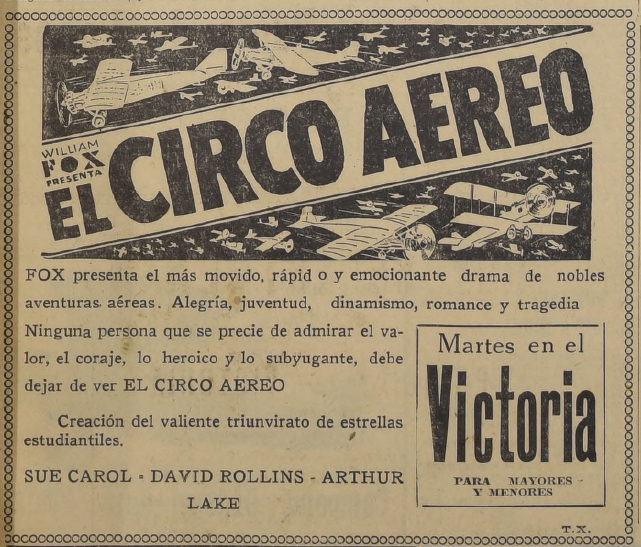 WILLIAM
FOX
PRESENTA
EL CIRCO AEREO
FOX presenta el más movido, rápid o y emocionante drama de nobles
aventuras aéreas. Alegría, juventud, dinamismo, romance y tragedia
Ninguna persona que se precie de admirar el va-
lor, el coraje, lo heroico y lo subyugante, debe
dejar de ver EL CIRCO AEREO
Creación del valiente triunvirato de estrellas
estudiantiles.
SUE CAROL - DAVID ROLLINS - ARTHUR
LAKE
Martes en el
Victoria
PARA MAYORES -
Y MENORES
T.X.